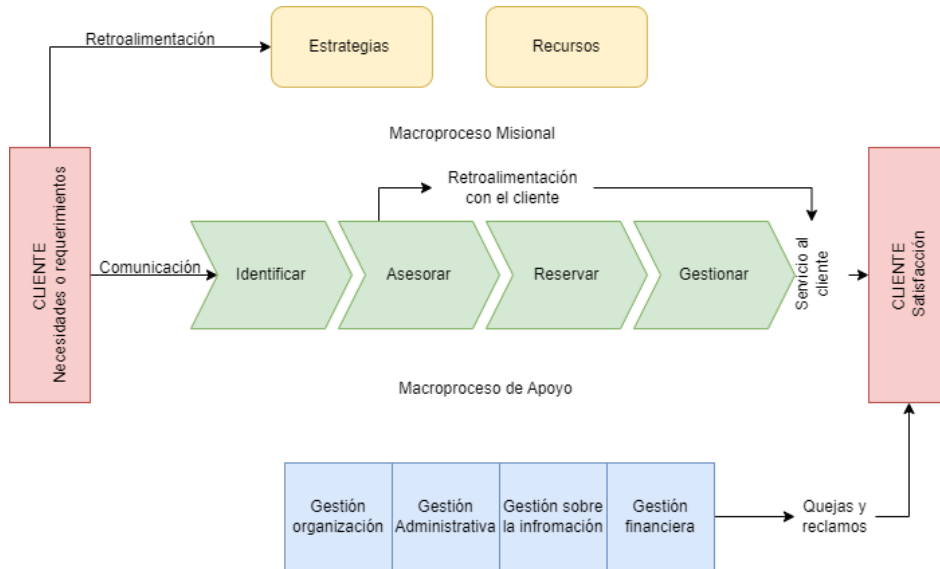 Retroalimentación
Estrategias
Recursos
Macroproceso Misional
CLIENTE
Necesidades o requerimientos
Retroalimentación
con el cliente
Comunicación
Identificar
Asesorar
Reservar
Gestionar
Servicio al
cliente
CLIENTE
Satisfacción
Macroproceso de Apoyo
Gestión
organización
Gestión
Administrativa
Gestión sobre
la infromación
Gestión
financiera
Quejas y
reclamos